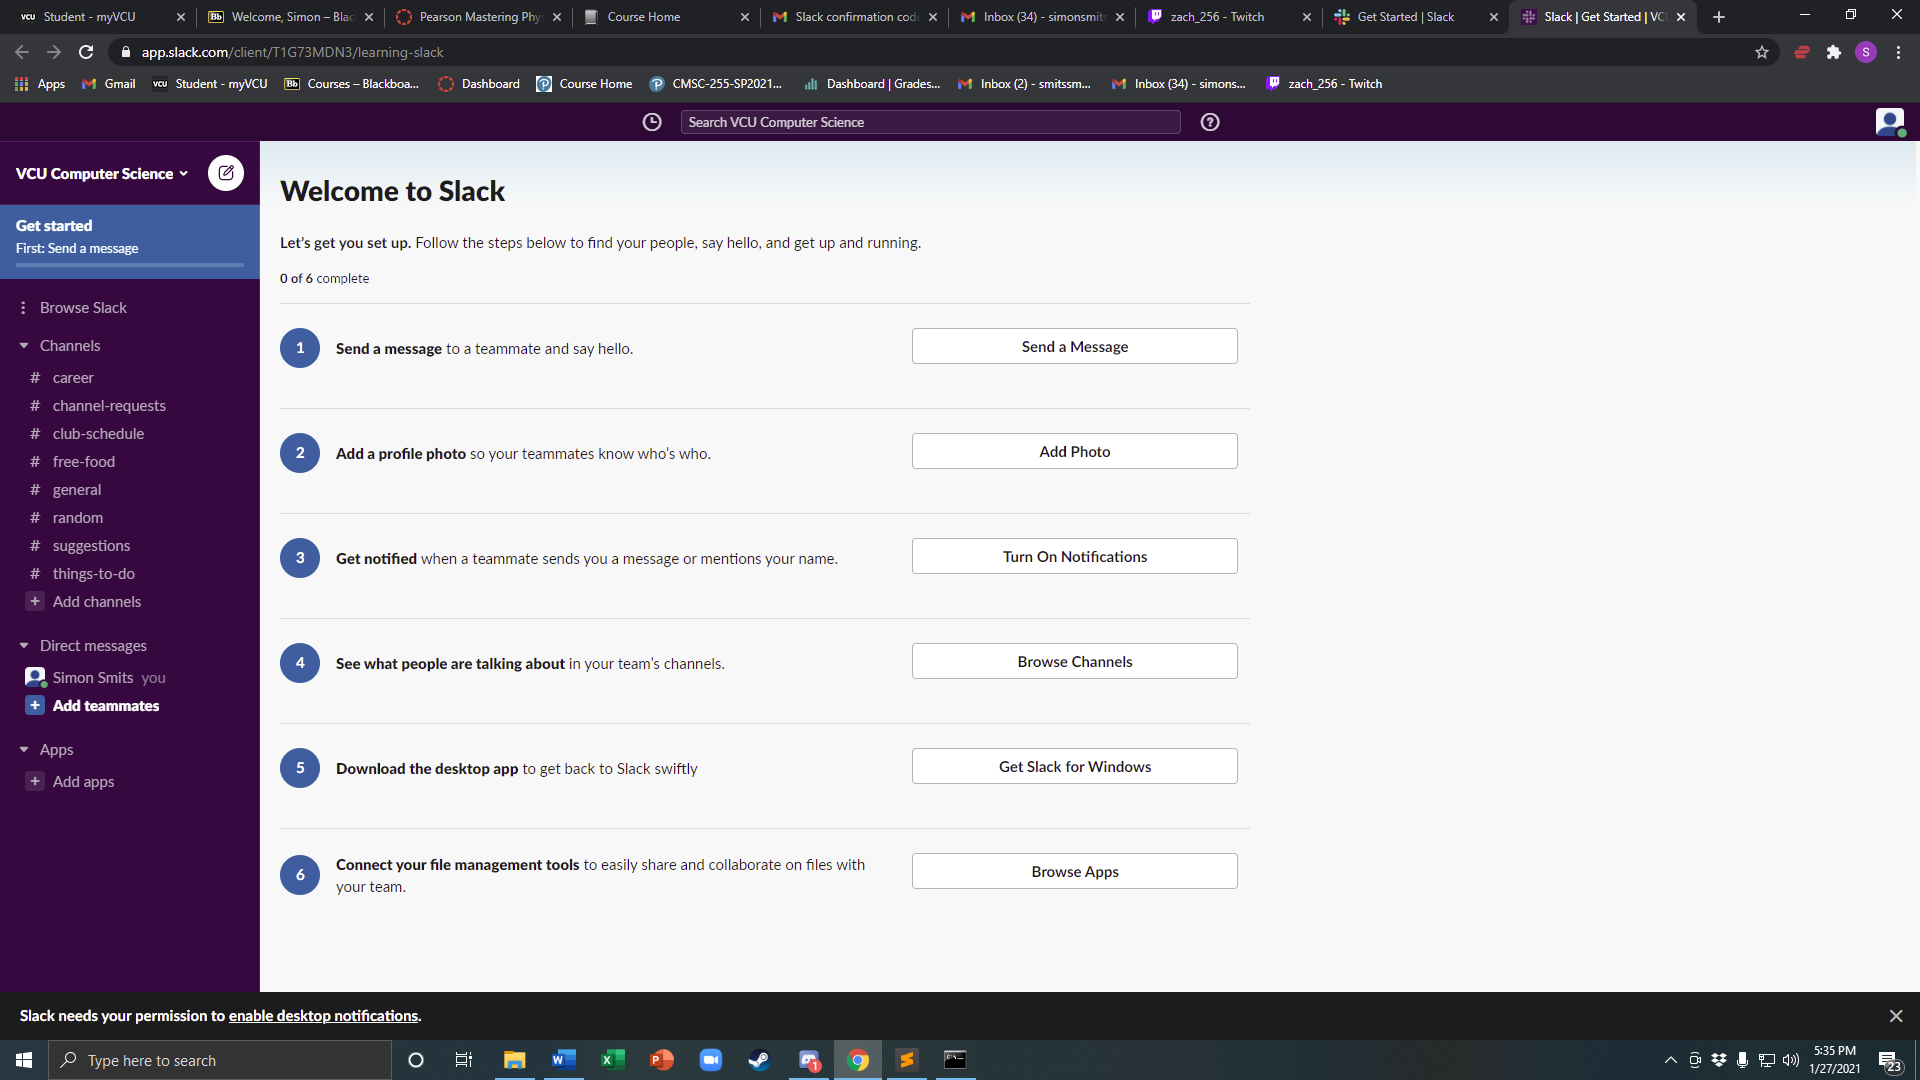 Student - myVCU
Welcome, Simon – Blac
Pearson Mastering Phys
Course Home
Slack confirmation code
Inbox (34) - simonsmits
zach_256 - Twitch
Get Started | Slack
Slack | Get Started | VC
app.slack.com/client/T1G73MDN3/learning-slack
S
Apps
Gmail
Student - myVCU
Courses – Blackboa...
Dashboard
Course Home
CMSC-255-SP2021...
Dashboard | Grades...
Inbox (2) - smitssm...
Inbox (34) - simons...
zach_256 - Twitch
Search VCU Computer Science
VCU Computer Science
Get started
First: Send a message
Browse Slack
Channels
# career
# channel-requests
# club-schedule
# free-food
# general
# random
# suggestions
# things-to-do
+ Add channels
Direct messages
Simon Smits you
+ Add teammates
Apps
+ Add apps
Welcome to Slack
Let’s get you set up. Follow the steps below to find your people, say hello, and get up and running.
0 of 6 complete
1
Send a message to a teammate and say hello.
Send a Message
2
Add a profile photo so your teammates know who’s who.
Add Photo
3
Get notified when a teammate sends you a message or mentions your name.
Turn On Notifications
4
See what people are talking about in your team’s channels.
Browse Channels
5
Download the desktop app to get back to Slack swiftly
Get Slack for Windows
6
Connect your file management tools to easily share and collaborate on files with
your team.
Browse Apps
Slack needs your permission to enable desktop notifications.
Type here to search
1
5:35 PM
1/27/2021
23